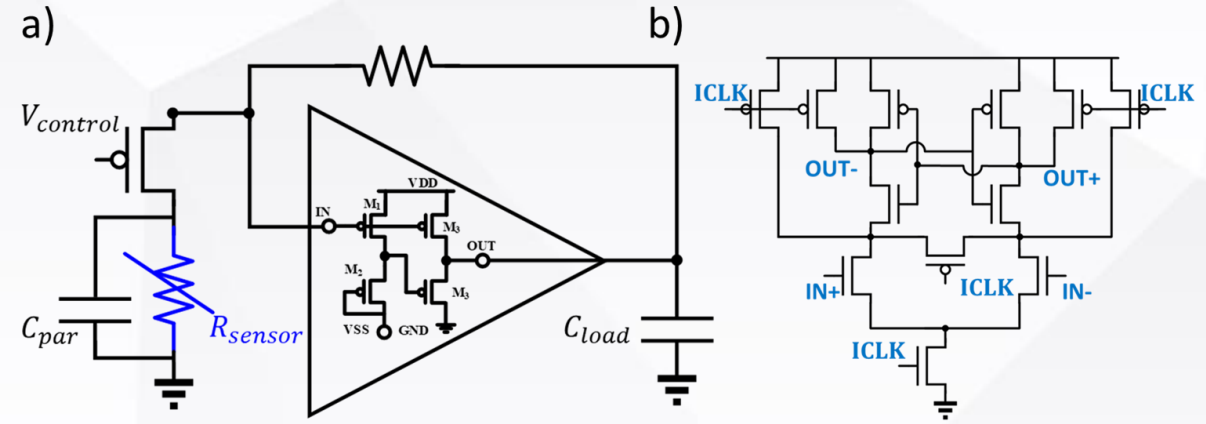 a)
V_control
C_par
R_sensor
IN
M₁
VDD
M₃
OUT
M₂
M₃
VSS
GND
C_load
b)
ICLK
ICLK
OUT-
OUT+
IN+
ICLK
IN-
ICLK